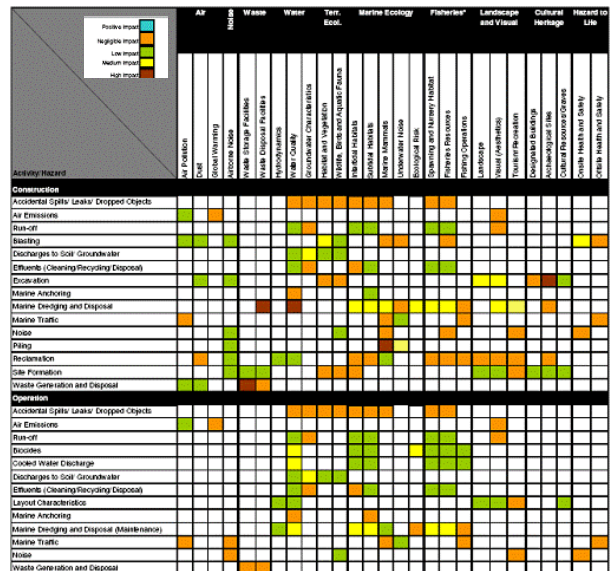 Air Noise Waste Water Terr. Ecol. Marine Ecology Fisheries* Landscape and Visual Cultural Heritage Hazard to Life
Positive Impact
Negligible Impact
Low Impact
Medium Impact
High Impact
Activity/Hazard
Air Pollution
Dust
Global Warming
Airborne Noise
Waste Storage Facilities
Waste Disposal Facilities
Hydrodynamics
Water Quality
Groundwater Characteristics
Habitat and Vegetation
Wildlife, Birds and Aquatic Fauna
Intertidal Habitats
Subtidal Habitats
Marine Mammals
Underwater Noise
Ecological Risk
Spawning and Nursery Habitat
Fisheries Resources
Fishing Operations
Landscape
Visual (Aesthetics)
Tourism/Recreation
Designated Buildings
Archaeological Sites
Cultural Resources/Graves
Onsite Health and Safety
Offsite Health and Safety
Construction
Accidental Spills/ Leaks/ Dropped Objects
Air Emissions
Run-off
Blasting
Discharges to Soil/ Groundwater
Effluents (Cleaning/Recycling/Disposal)
Excavation
Marine Anchoring
Marine Dredging and Disposal
Marine Traffic
Noise
Piling
Reclamation
Site Formation
Waste Generation and Disposal
Operation
Accidental Spills/ Leaks/ Dropped Objects
Air Emissions
Run-off
Biocides
Cooled Water Discharge
Discharges to Soil/ Groundwater
Effluents (Cleaning/Recycling/Disposal)
Layout Characteristics
Marine Anchoring
Marine Dredging and Disposal (Maintenance)
Marine Traffic
Noise
Waste Generation and Disposal